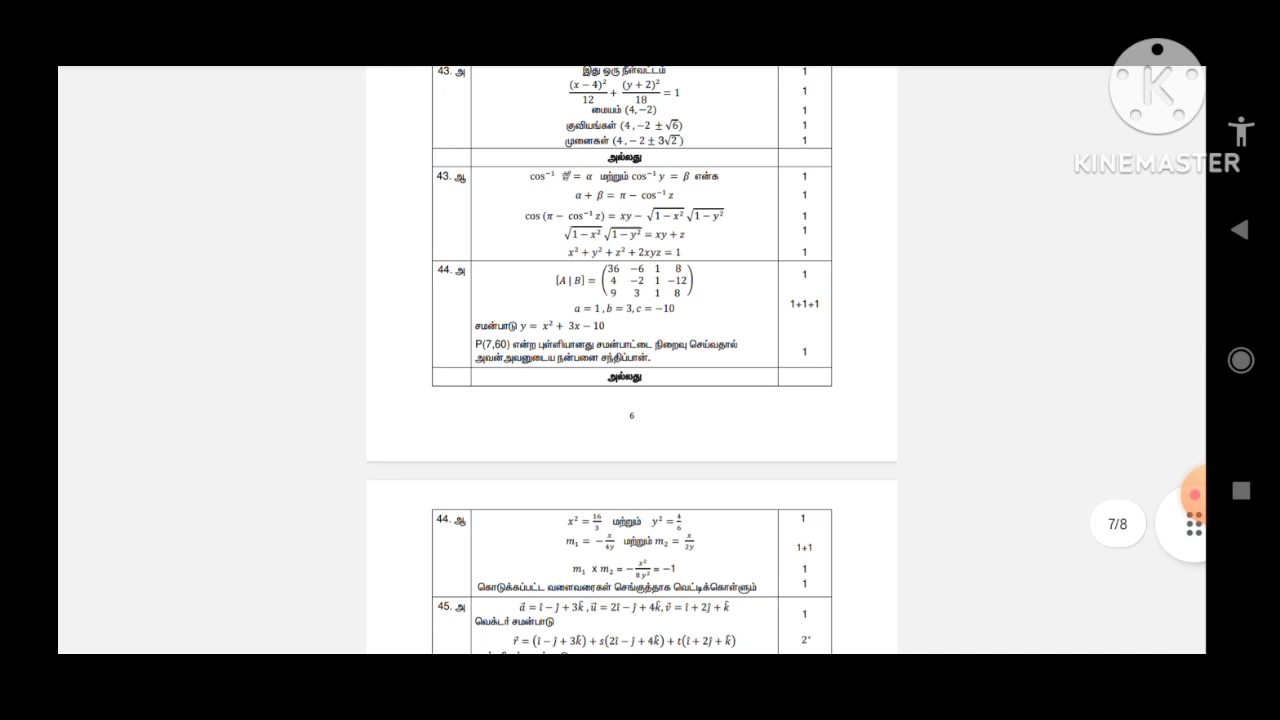 43. அ இது ஒரு நீள்வட்டம் 1
(x − 4)²/12 + (y + 2)²/18 = 1 1
மையம் (4, −2) 1
குவியங்கள் (4, −2 ± √6) 1
முனைகள் (4, −2 ± 3√2) 1
அல்லது
43. ஆ cos⁻¹ = α மற்றும் cos⁻¹ y = β என்க 1
α + β = π − cos⁻¹ z 1
cos (π − cos⁻¹ z) = xy − √(1 − x²) √(1 − y²) 1
√(1 − x²) √(1 − y²) = xy + z 1
x² + y² + z² + 2xyz = 1 1
44. அ [A | B] = (36 −6 1 8
4 −2 1 −12
9 3 1 8) 1
a = 1, b = 3, c = −10 1+1+1
சமன்பாடு y = x² + 3x − 10
P(7,60) என்ற புள்ளியானது சமன்பாட்டை நிறைவு செய்வதால் 1
அவன்அவனுடைய நன்பனை சந்திப்பான்.
அல்லது
6
44. ஆ x² = 16/3 மற்றும் y² = 4/6 1
m₁ = −x/4y மற்றும் m₂ = x/2y 1+1
m₁ x m₂ = −x²/8y² = −1 1
கொடுக்கப்பட்ட வளைவரைகள் செங்குத்தாக வெட்டிக்கொள்ளும் 1
45. அ a⃗ = î − ĵ + 3k̂, u⃗ = 2î − ĵ + 4k̂, v⃗ = î + 2ĵ + k̂ 1
வெக்டர் சமன்பாடு
r⃗ = (î − ĵ + 3k̂) + s(2î − ĵ + 4k̂) + t(î + 2ĵ + k̂) 2*
K
KINEMASTER
7/8